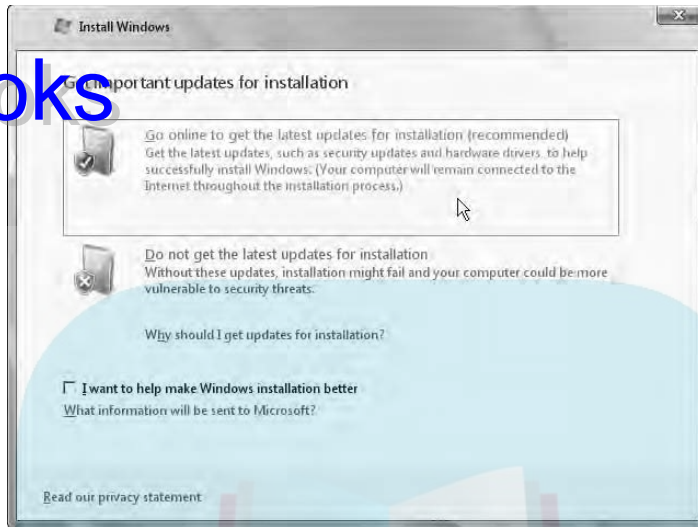 Install Windows
Get important updates for installation
oks
Go online to get the latest updates for installation (recommended)
Get the latest updates, such as security updates and hardware drivers, to help
successfully install Windows. (Your computer will remain connected to the
Internet throughout the installation process.)
Do not get the latest updates for installation
Without these updates, installation might fail and your computer could be more
vulnerable to security threats.
Why should I get updates for installation?
I want to help make Windows installation better
What information will be sent to Microsoft?
Read our privacy statement